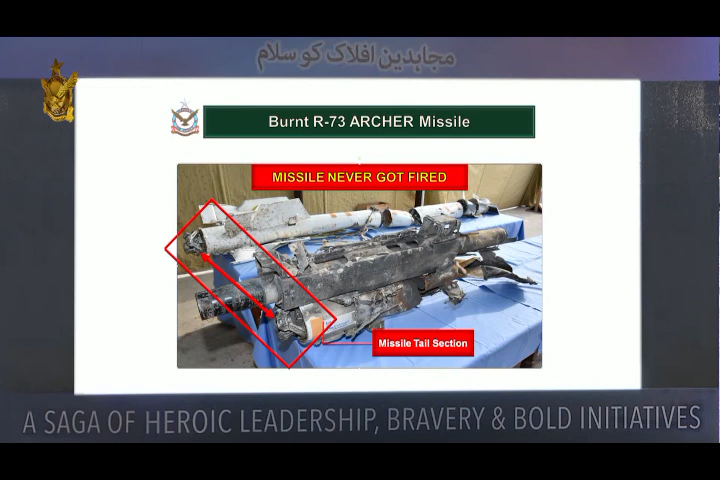 مجاہدین افلاک کو سلام
Burnt R-73 ARCHER Missile
MISSILE NEVER GOT FIRED
Missile Tail Section
A SAGA OF HEROIC LEADERSHIP, BRAVERY & BOLD INITIATIVES